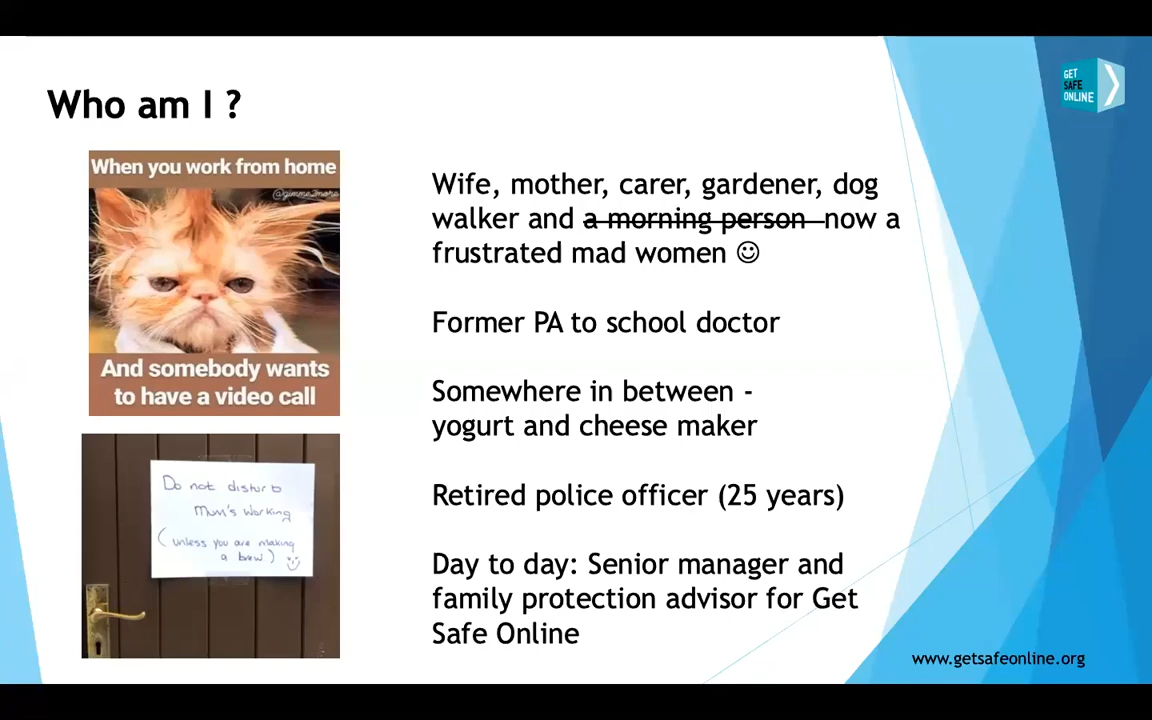 GET
SAFE
ONLINE
Who am I ?
When you work from home
@gimme2more
And somebody wants
to have a video call
Do not disturb
Mum's working
(unless you are making
a brew)
Wife, mother, carer, gardener, dog
walker and a morning person now a
frustrated mad women ☺
Former PA to school doctor
Somewhere in between -
yogurt and cheese maker
Retired police officer (25 years)
Day to day: Senior manager and
family protection advisor for Get
Safe Online
www.getsafeonline.org